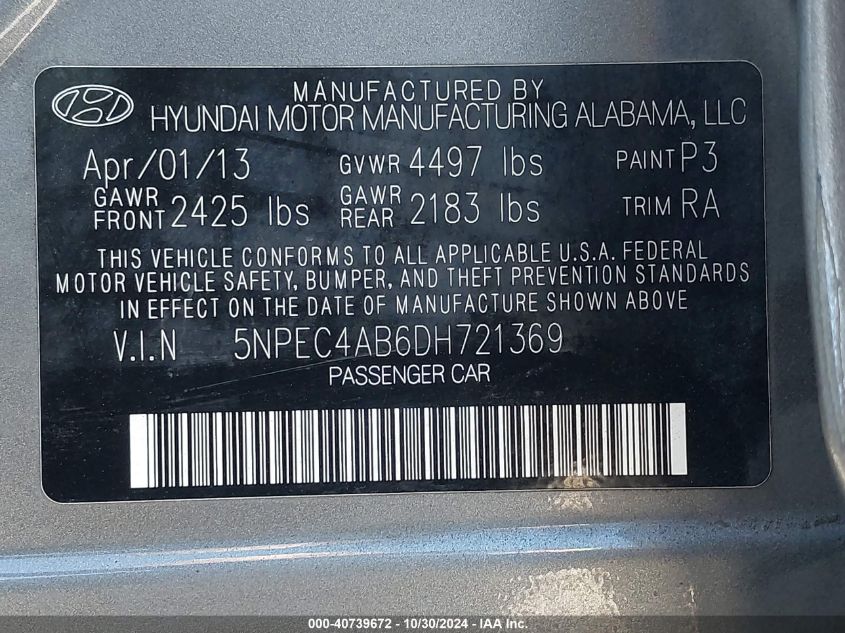 MANUFACTURED BY
HYUNDAI MOTOR MANUFACTURING ALABAMA, LLC
Apr/01/13 GVWR 4497 lbs PAINT P3
GAWR FRONT 2425 lbs GAWR REAR 2183 lbs TRIM RA
THIS VEHICLE CONFORMS TO ALL APPLICABLE U.S.A. FEDERAL
MOTOR VEHICLE SAFETY, BUMPER, AND THEFT PREVENTION STANDARDS
IN EFFECT ON THE DATE OF MANUFACTURE SHOWN ABOVE
V.I.N 5NPEC4AB6DH721369
PASSENGER CAR
000-40739672 - 10/30/2024 - IAA Inc.